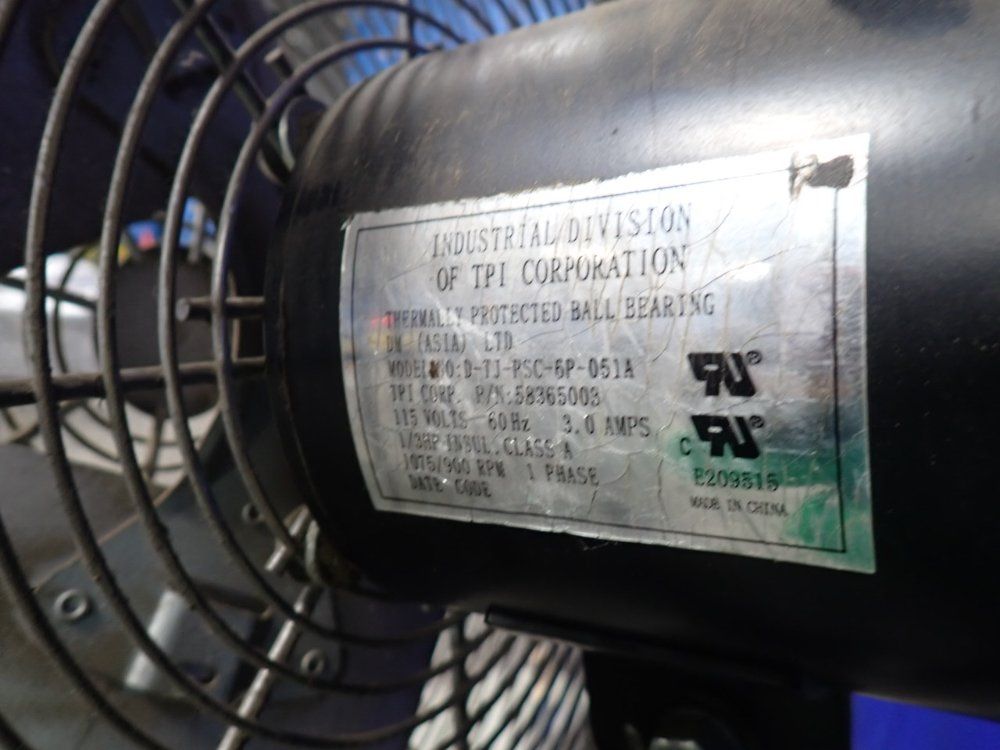 INDUSTRIAL DIVISION
OF TPI CORPORATION
THERMALLY PROTECTED BALL BEARING
DM (ASIA) LTD
MODEL NO:D-TJ-PSC-6P-051A
TPI CORP. P/N:58365003
115 VOLTS 60Hz 3.0 AMPS
1/3HP INSUL.CLASS A
1075/900 RPM 1 PHASE
DATE CODE
C
E209515
MADE IN CHINA